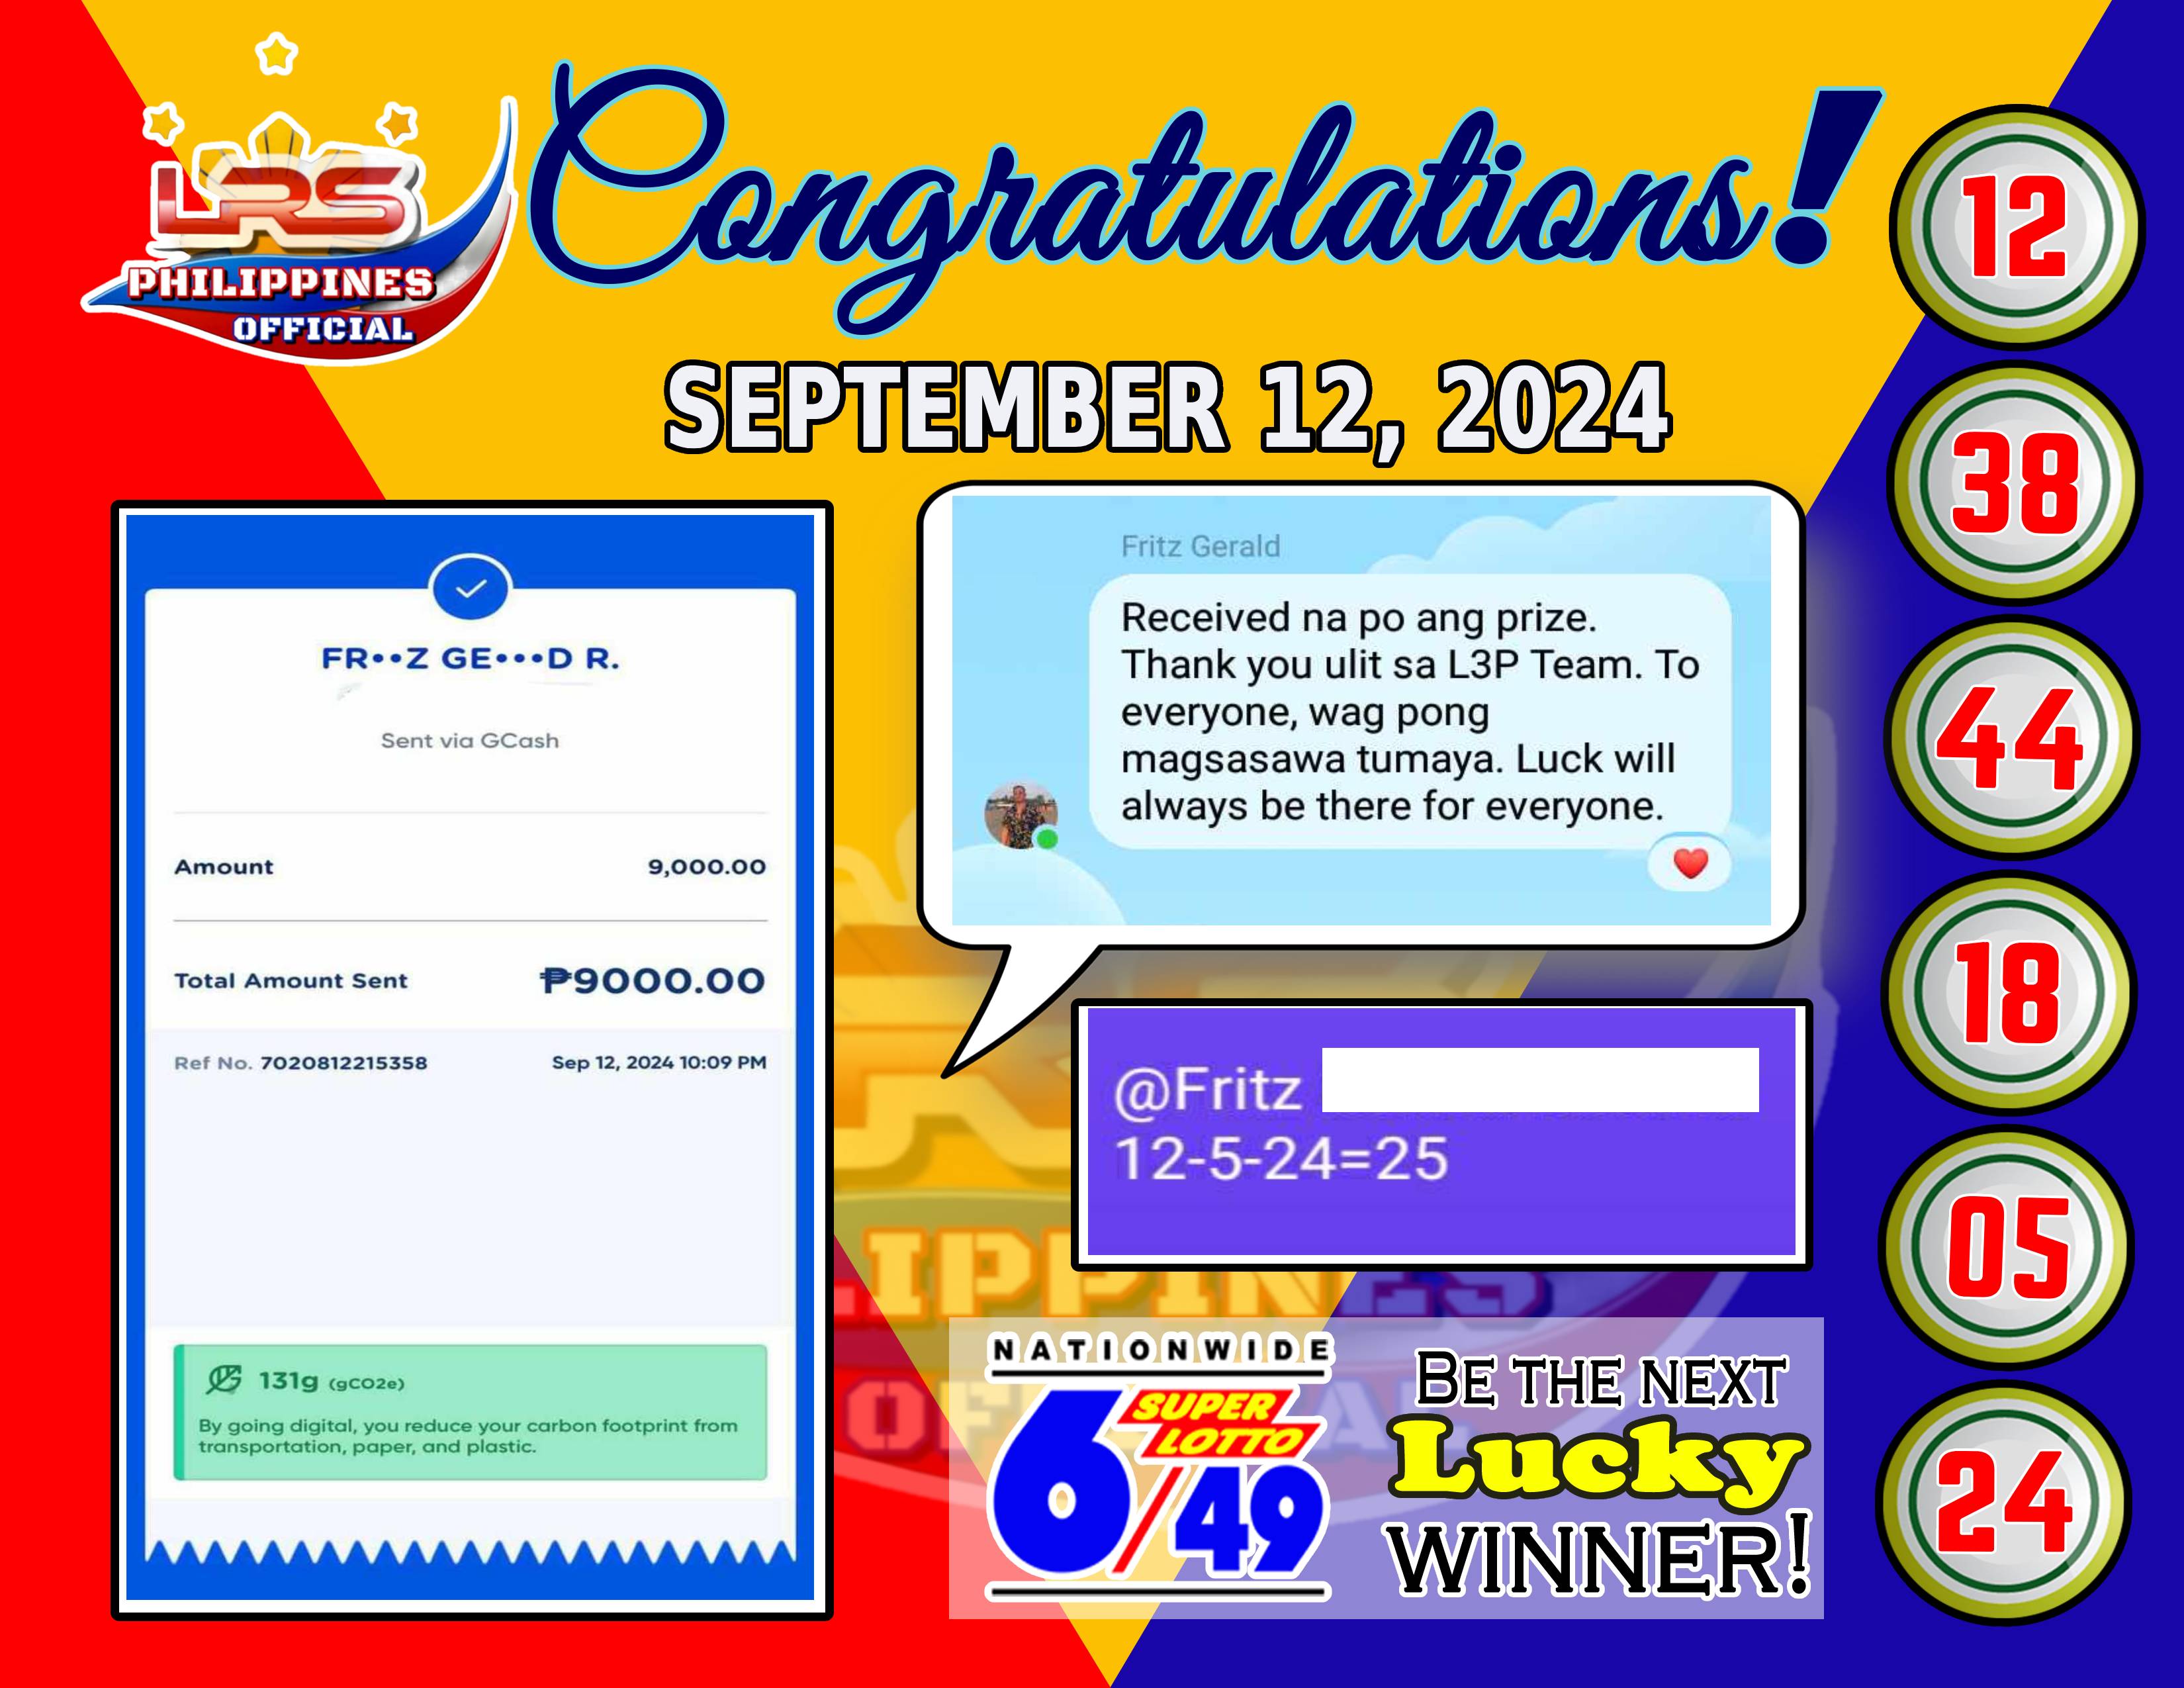 LRS
PHILIPPINES
OFFICIAL
Congratulations!
SEPTEMBER 12, 2024
FR••Z GE•••D R.
Sent via GCash
Amount 9,000.00
Total Amount Sent ₱9000.00
Ref No. 7020812215358 Sep 12, 2024 10:09 PM
131g (gCO2e)
By going digital, you reduce your carbon footprint from
transportation, paper, and plastic.
Fritz Gerald
Received na po ang prize.
Thank you ulit sa L3P Team. To
everyone, wag pong
magsasawa tumaya. Luck will
always be there for everyone.
@Fritz
12-5-24=25
NATIONWIDE
SUPER
LOTTO
6/49
BE THE NEXT
Lucky
WINNER!
12
38
44
18
05
24